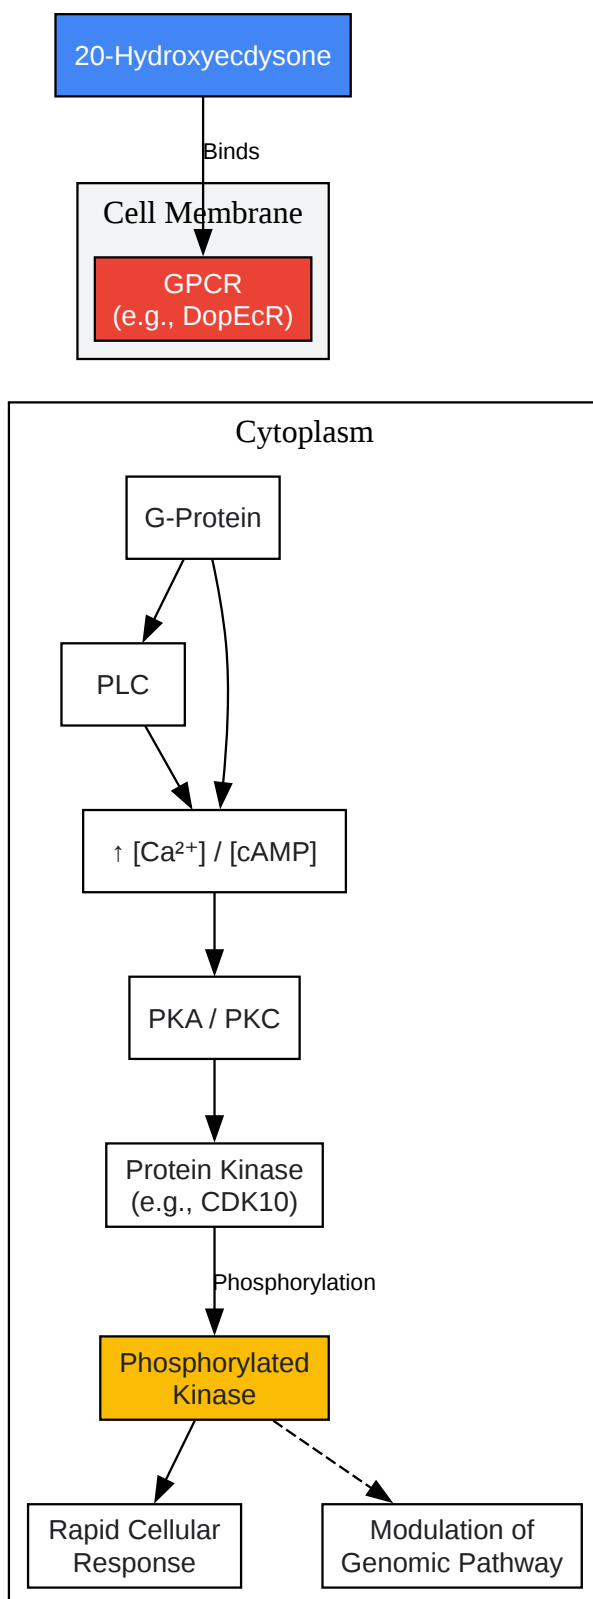 20-Hydroxyecdysone
Binds
Cell Membrane
GPCR
(e.g., DopEcR)
Cytoplasm
G-Protein
PLC
↑ [Ca²⁺] / [cAMP]
PKA / PKC
Protein Kinase
(e.g., CDK10)
Phosphorylation
Phosphorylated
Kinase
Rapid Cellular
Response
Modulation of
Genomic Pathway